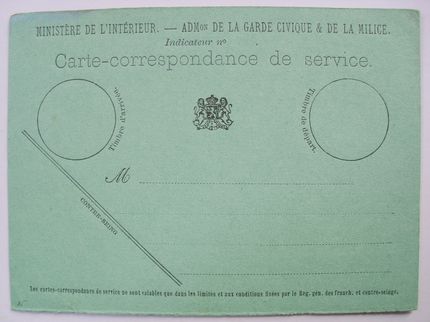 MINISTÈRE DE L'INTÉRIEUR. — ADMon DE LA GARDE CIVIQUE & DE LA MILICE.
Indicateur no
Carte-correspondance de service.
Timbre d'arrivée.
Timbre de départ.
M
CONTRE-SEING
Les cartes-correspondance de service ne sont valables que dans les limites et aux conditions fixées par le Reg. gén. des franch. et contre-seings.